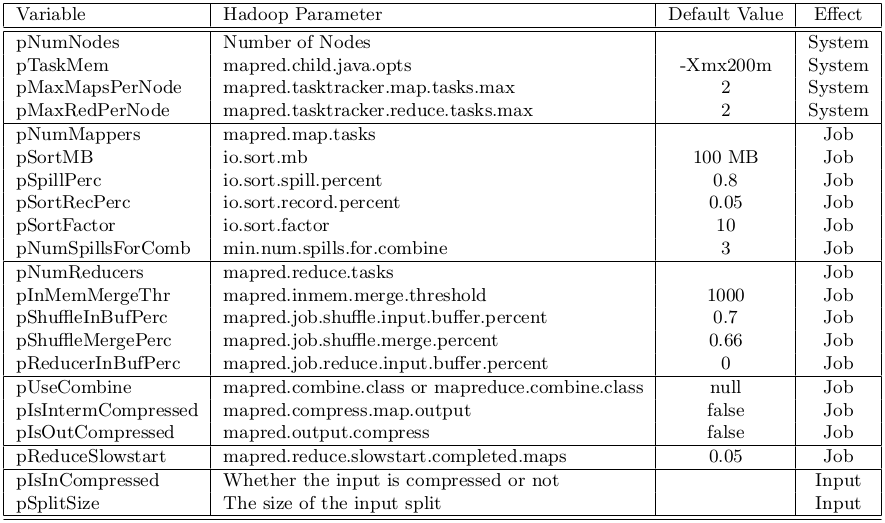 Variable Hadoop Parameter Default Value Effect
pNumNodes Number of Nodes System
pTaskMem mapred.child.java.opts -Xmx200m System
pMaxMapsPerNode mapred.tasktracker.map.tasks.max 2 System
pMaxRedPerNode mapred.tasktracker.reduce.tasks.max 2 System
pNumMappers mapred.map.tasks Job
pSortMB io.sort.mb 100 MB Job
pSpillPerc io.sort.spill.percent 0.8 Job
pSortRecPerc io.sort.record.percent 0.05 Job
pSortFactor io.sort.factor 10 Job
pNumSpillsForComb min.num.spills.for.combine 3 Job
pNumReducers mapred.reduce.tasks Job
pInMemMergeThr mapred.inmem.merge.threshold 1000 Job
pShuffleInBufPerc mapred.job.shuffle.input.buffer.percent 0.7 Job
pShuffleMergePerc mapred.job.shuffle.merge.percent 0.66 Job
pReducerInBufPerc mapred.job.reduce.input.buffer.percent 0 Job
pUseCombine mapred.combine.class or mapreduce.combine.class null Job
pIsIntermCompressed mapred.compress.map.output false Job
pIsOutCompressed mapred.output.compress false Job
pReduceSlowstart mapred.reduce.slowstart.completed.maps 0.05 Job
pIsInCompressed Whether the input is compressed or not Input
pSplitSize The size of the input split Input